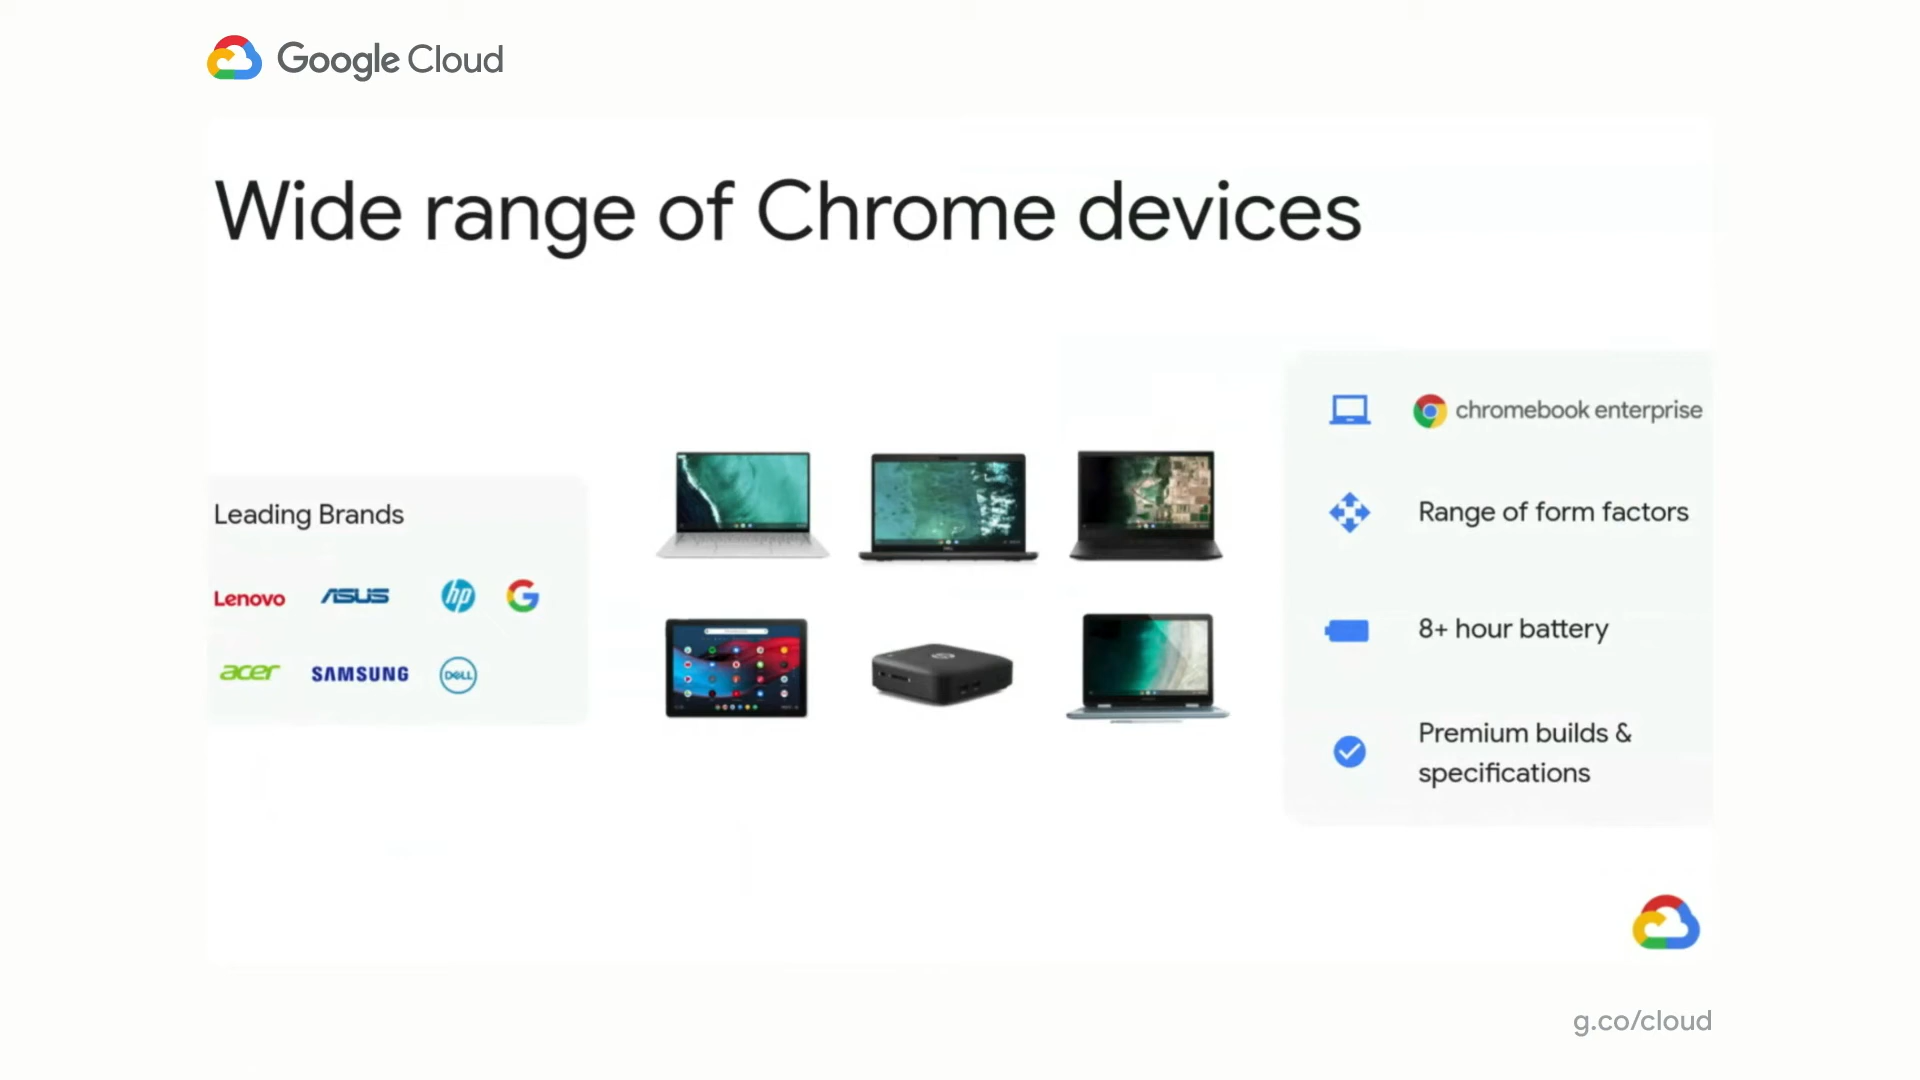 Google Cloud
Wide range of Chrome devices
Leading Brands
Lenovo ASUS hp G
acer SAMSUNG DELL
chromebook enterprise
Range of form factors
8+ hour battery
Premium builds &
specifications
g.co/cloud